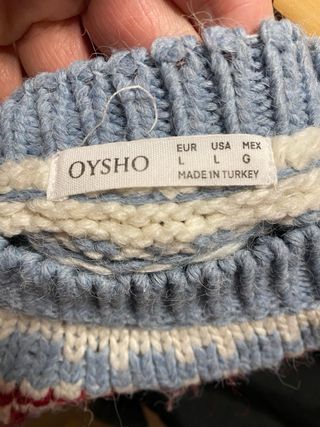 OYSHO
EUR USA MEX
L L G
MADE IN TURKEY